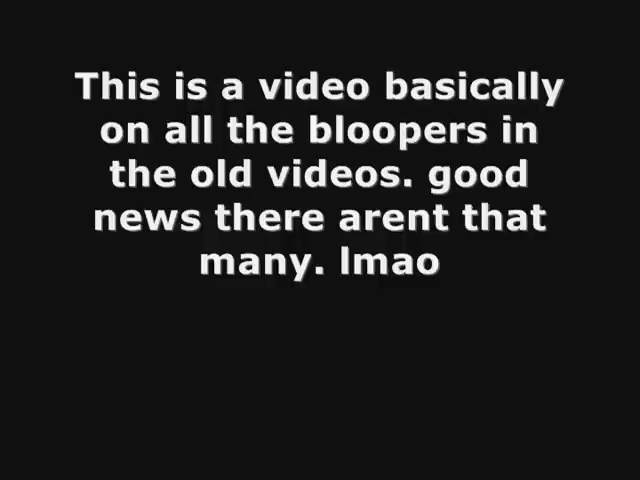 This is a video basically
on all the bloopers in
the old videos. good
news there arent that
many. lmao